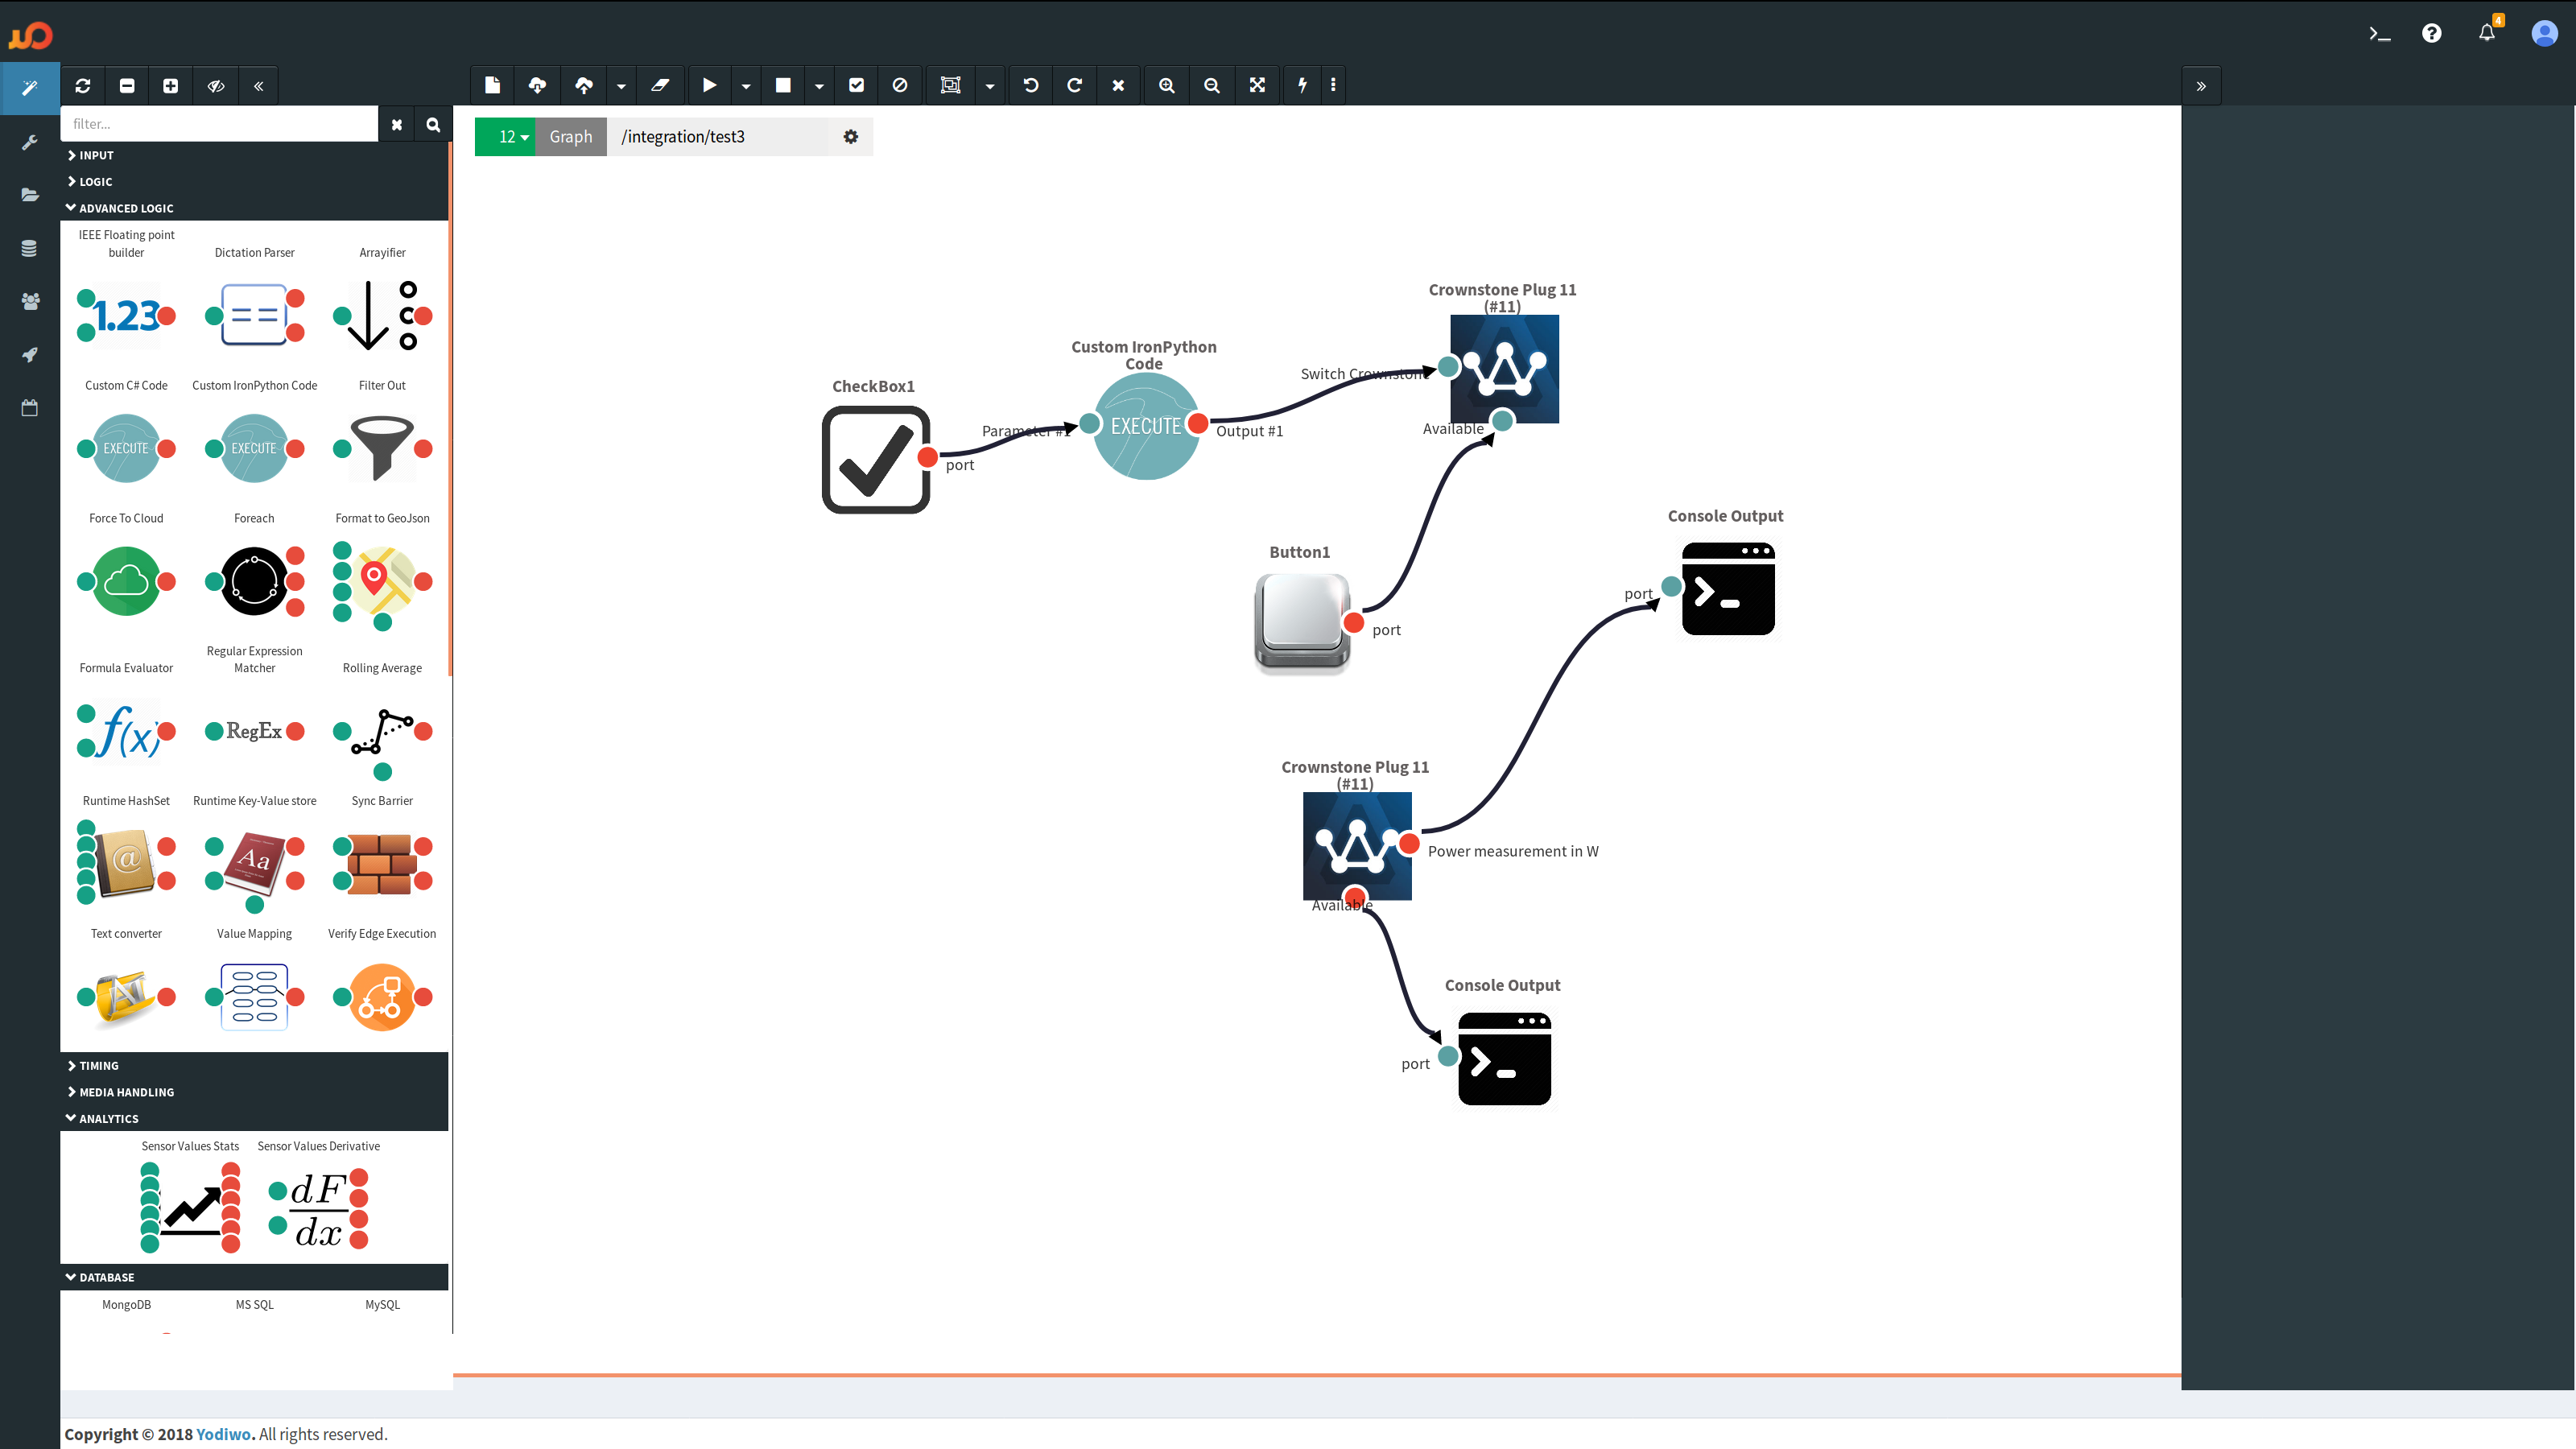 4
filter...
12 Graph /integration/test3
INPUT
LOGIC
ADVANCED LOGIC
IEEE Floating point
builder
Dictation Parser
Arrayifier
1.23
Custom C# Code
Custom IronPython Code
Filter Out
EXECUTE
EXECUTE
Force To Cloud
Foreach
Format to GeoJson
Formula Evaluator
Regular Expression
Matcher
Rolling Average
f(x)
RegEx
Runtime HashSet
Runtime Key-Value store
Sync Barrier
@
Aa
Text converter
Value Mapping
Verify Edge Execution
TIMING
MEDIA HANDLING
ANALYTICS
Sensor Values Stats
Sensor Values Derivative
dF
dx
DATABASE
MongoDB
MS SQL
MySQL
Crownstone Plug 11
(#11)
Custom IronPython
Code
CheckBox1
Switch Crownstone
Parameter #1
EXECUTE
Output #1
Available
port
Console Output
Button1
port
port
Crownstone Plug 11
(#11)
Power measurement in W
Available
Console Output
port
Copyright © 2018 Yodiwo. All rights reserved.